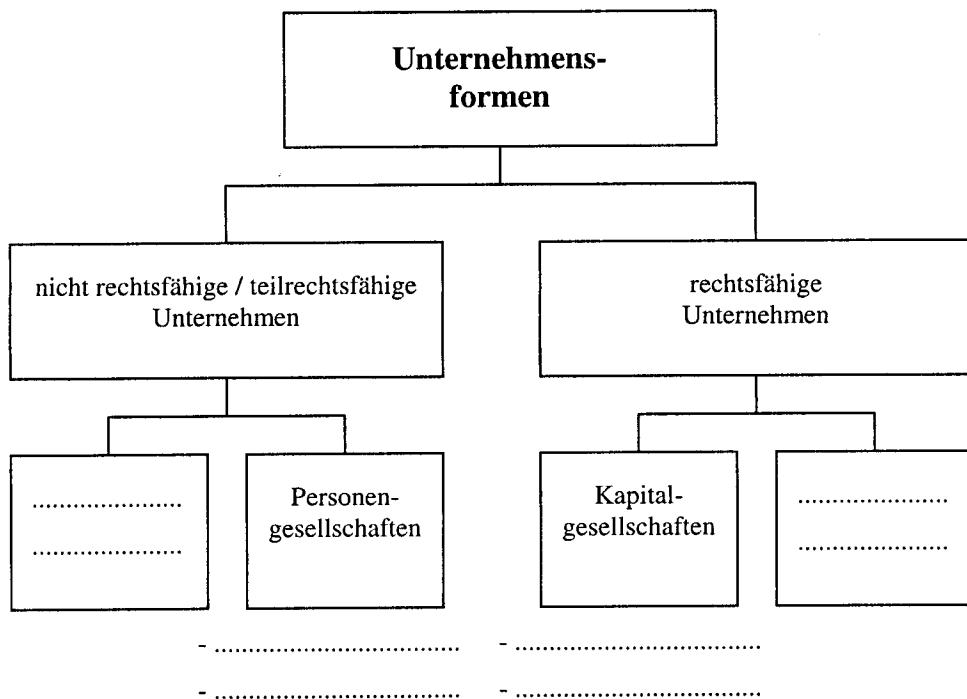 Unternehmens-
formen
nicht rechtsfähige / teilrechtsfähige
Unternehmen
rechtsfähige
Unternehmen
......................
......................
Personen-
gesellschaften
Kapital-
gesellschaften
......................
......................
- ....................................
- ....................................
- ....................................
- ....................................